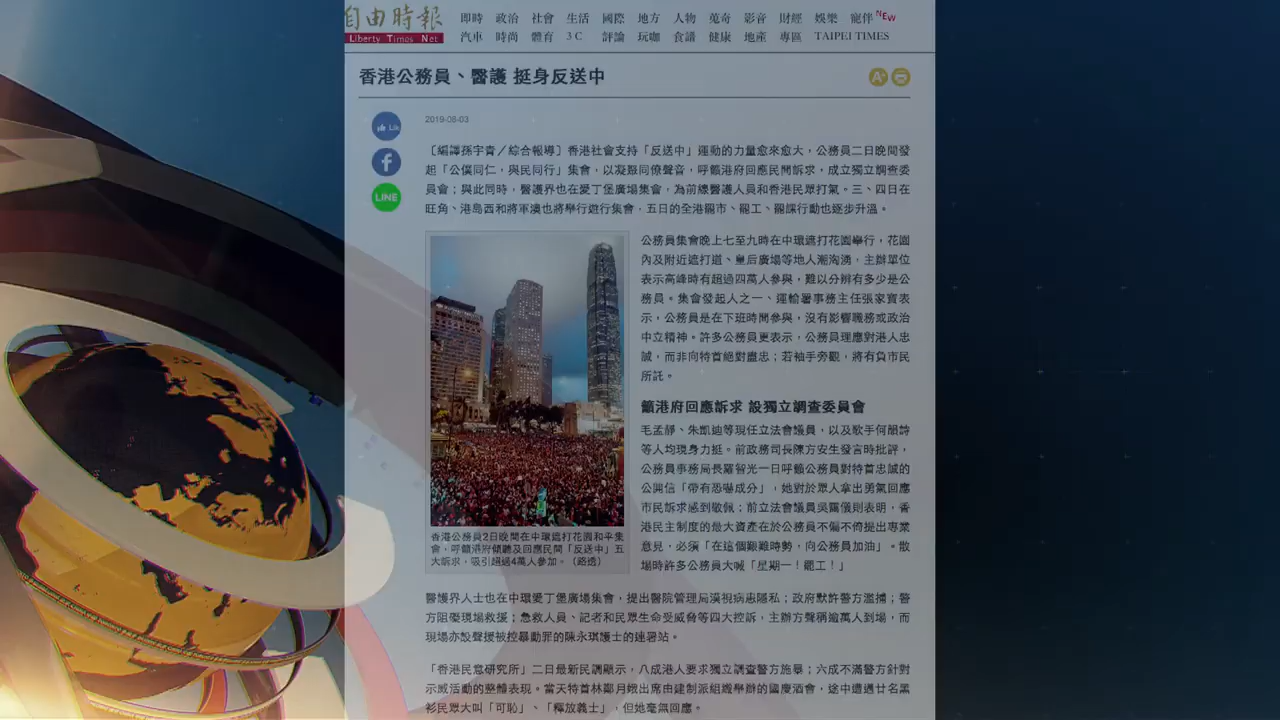 自由時報
Liberty Times Net
即時 政治 社會 生活 國際 地方 人物 蒐奇 影音 財經 娛樂 寵伴 NEW
汽車 時尚 體育 3C 評論 玩咖 食譜 健康 地產 專區 TAIPEI TIMES
香港公務員、醫護 挺身反送中
A+
2019-08-03
Lik
f
LINE
〔編譯孫宇青/綜合報導〕香港社會支持「反送中」運動的力量愈來愈大,公務員二日晚間發
起「公僕同仁,與民同行」集會,以凝聚同僚聲音,呼籲港府回應民間訴求,成立獨立調查委
員會;與此同時,醫護界也在愛丁堡廣場集會,為前線醫護人員和香港民眾打氣。三、四日在
旺角、港島西和將軍澳也將舉行遊行集會,五日的全港罷市、罷工、罷課行動也逐步升溫。
公務員集會晚上七至九時在中環遮打花園舉行,花園
內及附近遮打道、皇后廣場等地人潮洶湧,主辦單位
表示高峰時有超過四萬人參與,難以分辨有多少是公
務員。集會發起人之一、運輸署事務主任張家寶表
示,公務員是在下班時間參與,沒有影響職務或政治
中立精神。許多公務員更表示,公務員理應對港人忠
誠,而非向特首絕對盡忠;若袖手旁觀,將有負市民
所託。
籲港府回應訴求 設獨立調查委員會
毛孟靜、朱凱迪等現任立法會議員,以及歌手何韻詩
等人均現身力挺。前政務司長陳方安生發言時批評,
公務員事務局長羅智光一日呼籲公務員對特首忠誠的
公開信「帶有恐嚇成分」,她對於眾人拿出勇氣回應
市民訴求感到敬佩;前立法會議員吳靄儀則表明,香
港民主制度的最大資產在於公務員不偏不倚提出專業
意見,必須「在這個艱難時勢,向公務員加油」。散
場時許多公務員大喊「星期一!罷工!」
香港公務員2日晚間在中環遮打花園和平集
會,呼籲港府傾聽及回應民間「反送中」五
大訴求,吸引超過4萬人參加。(路透)
醫護界人士也在中環愛丁堡廣場集會,提出醫院管理局漠視病患隱私;政府默許警方濫捕;警
方阻礙現場救援;急救人員、記者和民眾生命受威脅等四大控訴,主辦方聲稱逾萬人到場,而
現場亦設聲援被控暴動罪的陳永琪護士的連署站。
「香港民意研究所」二日最新民調顯示,八成港人要求獨立調查警方施暴;六成不滿警方針對
示威活動的整體表現。當天特首林鄭月娥出席由建制派組織舉辦的國慶酒會,途中遭遇廿名黑
衫民眾大叫「可恥」、「釋放義士」,但她毫無回應。